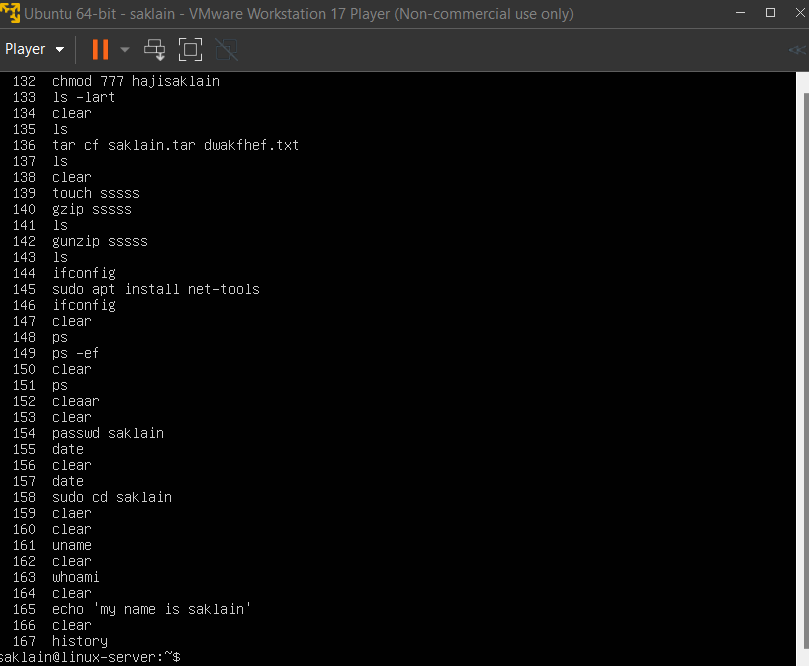 Ubuntu 64-bit - saklain - VMware Workstation 17 Player (Non-commercial use only)
Player
132 chmod 777 hajisaklain
133 ls -lart
134 clear
135 ls
136 tar cf saklain.tar dwakfhef.txt
137 ls
138 clear
139 touch sssss
140 gzip sssss
141 ls
142 gunzip sssss
143 ls
144 ifconfig
145 sudo apt install net-tools
146 ifconfig
147 clear
148 ps
149 ps -ef
150 clear
151 ps
152 cleaar
153 clear
154 passwd saklain
155 date
156 clear
157 date
158 sudo cd saklain
159 claer
160 clear
161 uname
162 clear
163 whoami
164 clear
165 echo 'my name is saklain'
166 clear
167 history
saklain@linux-server:~$